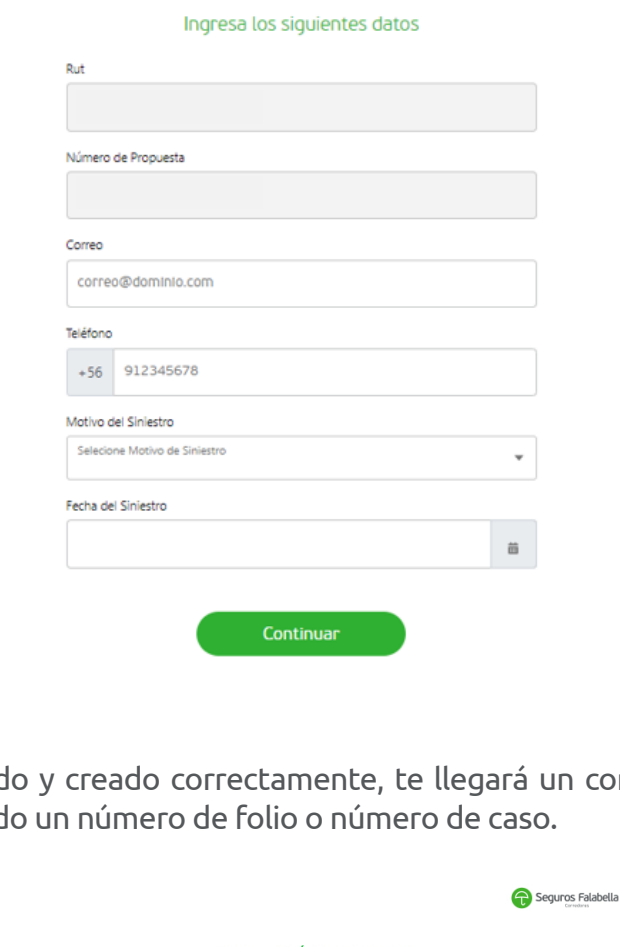 Ingresa los siguientes datos
Rut
Número de Propuesta
Correo
correo@dominio.com
Teléfono
+56 912345678
Motivo del Siniestro
Selecione Motivo de Siniestro
Fecha del Siniestro
Continuar
do y creado correctamente, te llegará un cor
do un número de folio o número de caso.
Seguros Falabella